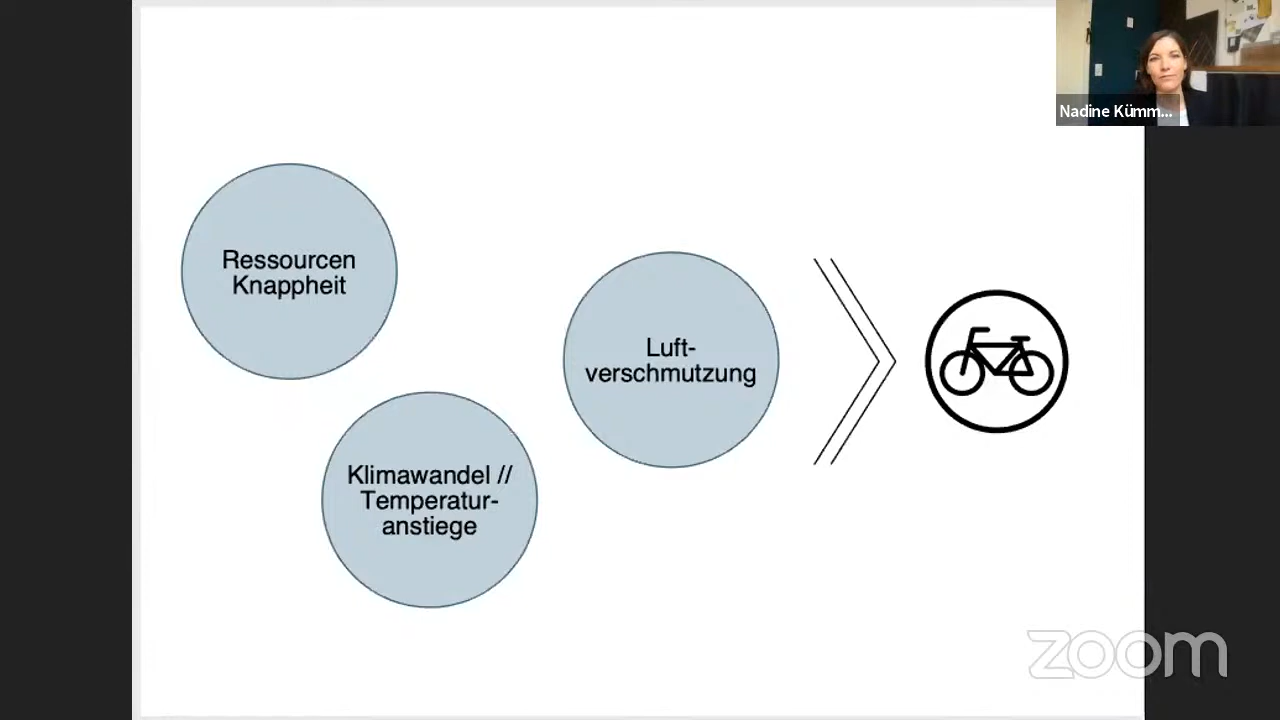 Nadine Kümm...
Ressourcen
Knappheit
Luft-
verschmutzung
Klimawandel //
Temperatur-
anstiege
zoom